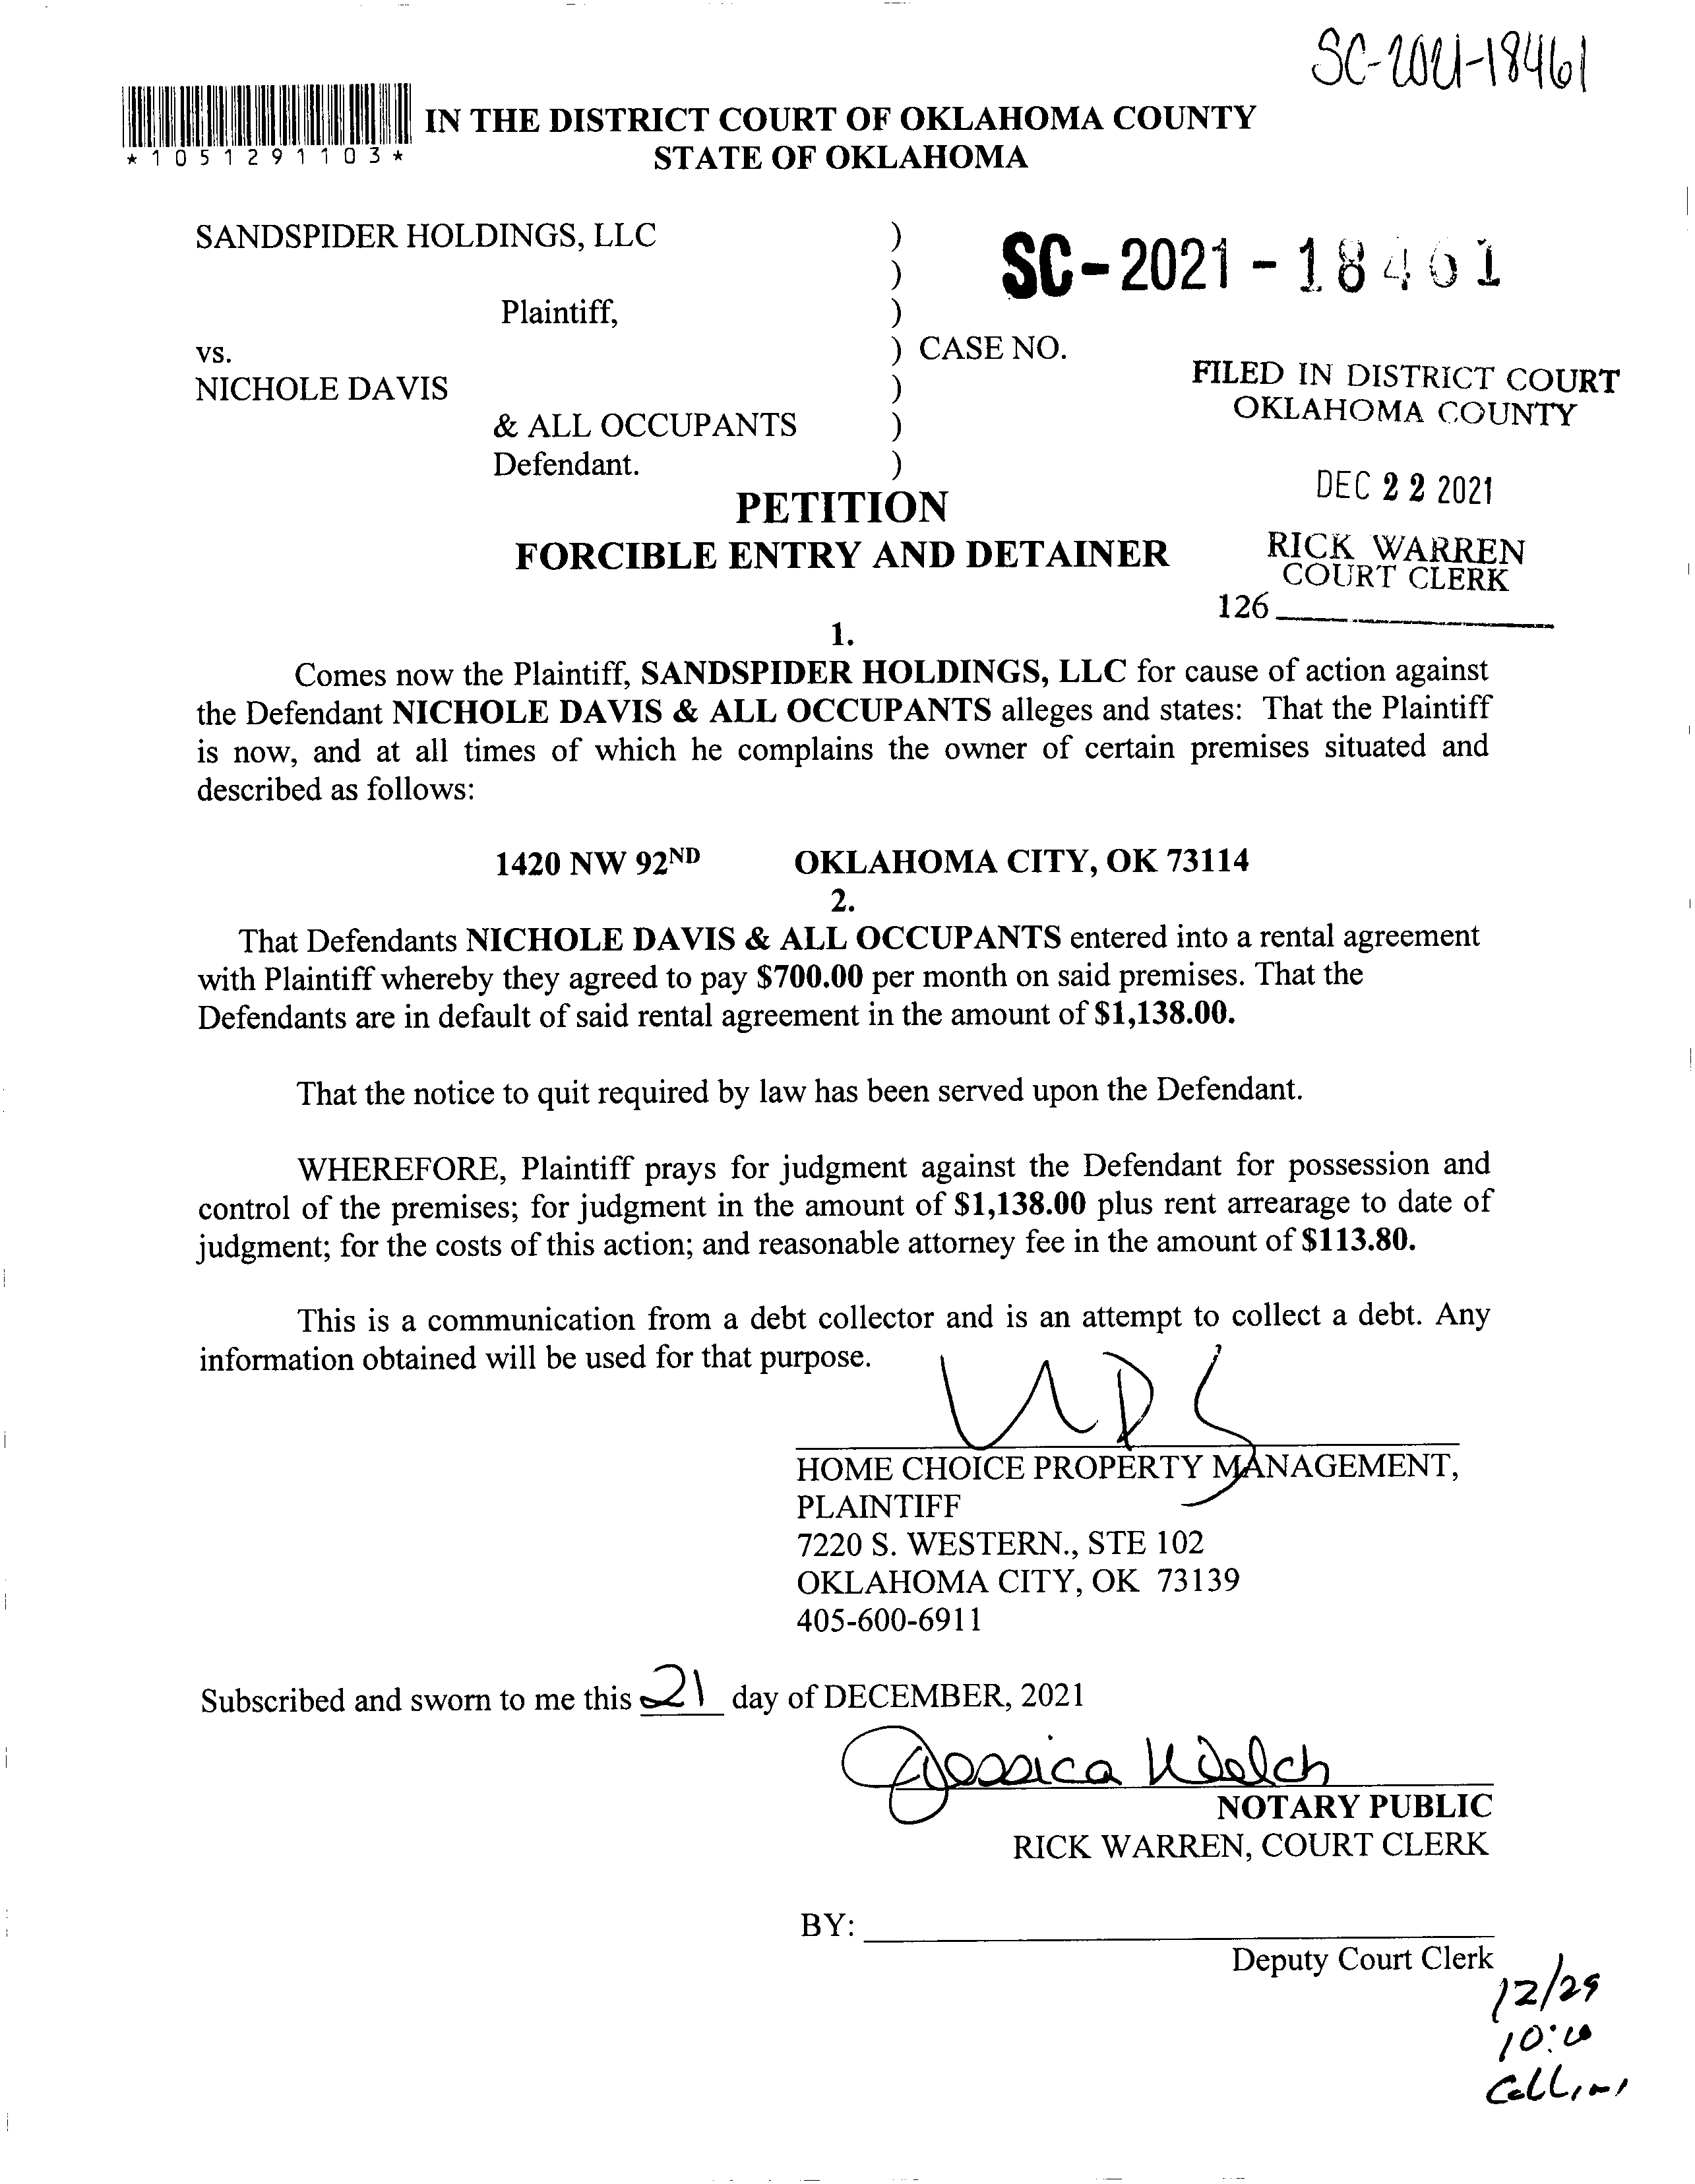 SC-2021-18461
IN THE DISTRICT COURT OF OKLAHOMA COUNTY
*1051291103*
STATE OF OKLAHOMA
SANDSPIDER HOLDINGS, LLC )
) SC-2021-18461
Plaintiff, )
vs. ) CASE NO.
NICHOLE DAVIS )
& ALL OCCUPANTS )
Defendant. )
FILED IN DISTRICT COURT
OKLAHOMA COUNTY
DEC 22 2021
RICK WARREN
COURT CLERK
126
PETITION
FORCIBLE ENTRY AND DETAINER
1.
Comes now the Plaintiff, SANDSPIDER HOLDINGS, LLC for cause of action against
the Defendant NICHOLE DAVIS & ALL OCCUPANTS alleges and states: That the Plaintiff
is now, and at all times of which he complains the owner of certain premises situated and
described as follows:
1420 NW 92ND OKLAHOMA CITY, OK 73114
2.
That Defendants NICHOLE DAVIS & ALL OCCUPANTS entered into a rental agreement
with Plaintiff whereby they agreed to pay $700.00 per month on said premises. That the
Defendants are in default of said rental agreement in the amount of $1,138.00.
That the notice to quit required by law has been served upon the Defendant.
WHEREFORE, Plaintiff prays for judgment against the Defendant for possession and
control of the premises; for judgment in the amount of $1,138.00 plus rent arrearage to date of
judgment; for the costs of this action; and reasonable attorney fee in the amount of $113.80.
This is a communication from a debt collector and is an attempt to collect a debt. Any
information obtained will be used for that purpose.
HOME CHOICE PROPERTY MANAGEMENT,
PLAINTIFF
7220 S. WESTERN., STE 102
OKLAHOMA CITY, OK 73139
405-600-6911
Subscribed and sworn to me this 21 day of DECEMBER, 2021
Jessica Welch
NOTARY PUBLIC
RICK WARREN, COURT CLERK
BY:
Deputy Court Clerk
12/29